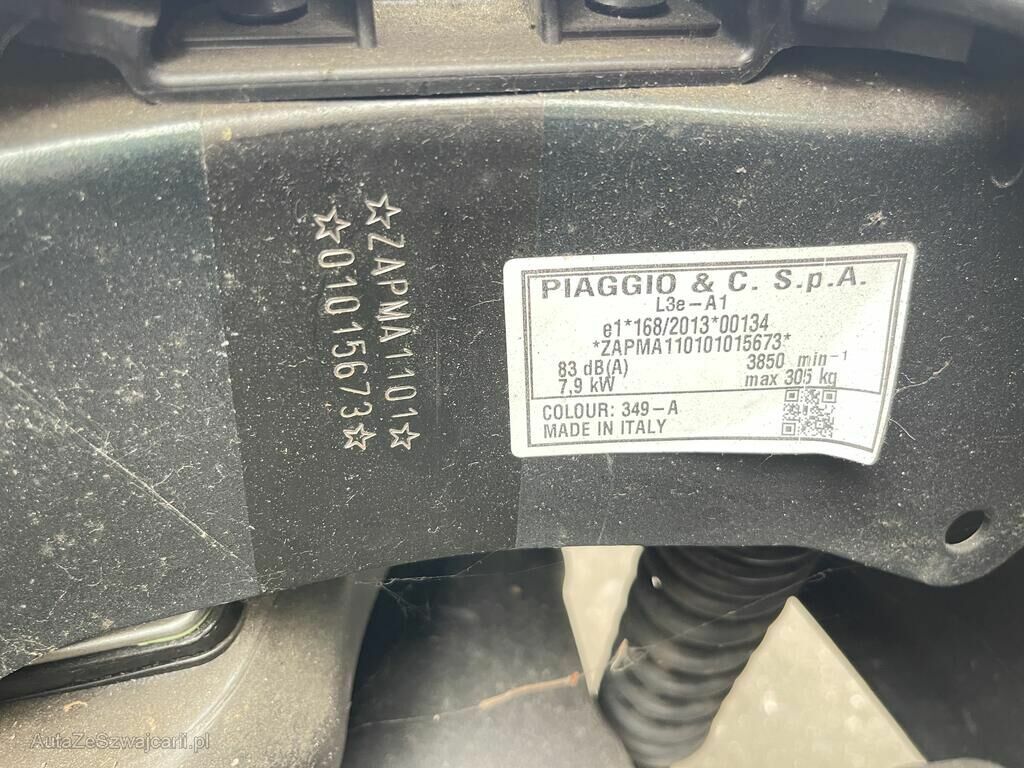 ☆ZAPMA1101☆
☆01015673☆
PIAGGIO & C. S.p.A.
L3e-A1
e1*168/2013*00134
*ZAPMA110101015673*
83 dB(A) 3850 min-1
7,9 kW max 305 kg
COLOUR: 349-A
MADE IN ITALY
AutaZeSzwajcarii.pl